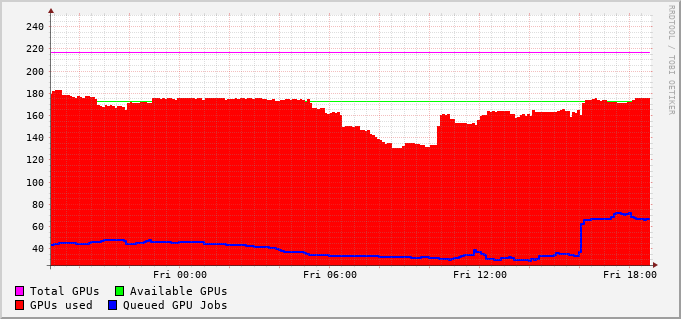 RRDTOOL / TOBI OETIKER
240
220
200
180
160
140
120
100
80
60
40
Fri 00:00 Fri 06:00 Fri 12:00 Fri 18:00
Total GPUs Available GPUs
GPUs used Queued GPU Jobs